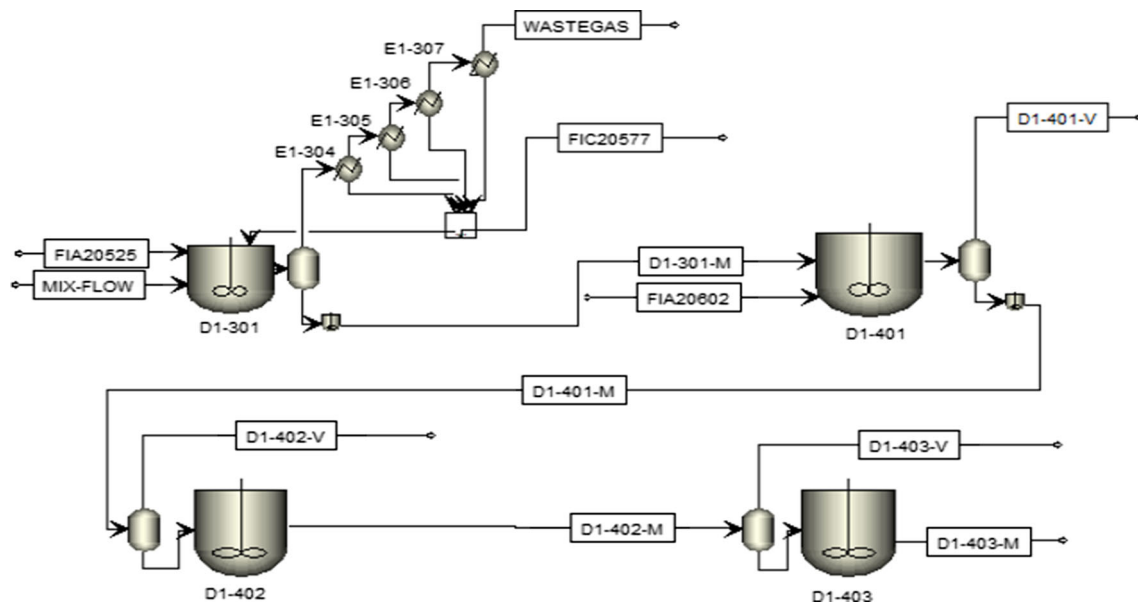 WASTEGAS
E1-307
E1-306
E1-305
E1-304
FIC20577
D1-401-V
FIA20525
MIX-FLOW
D1-301
D1-301-M
FIA20602
D1-401
D1-401-M
D1-402-V
D1-403-V
D1-402-M
D1-403-M
D1-402
D1-403